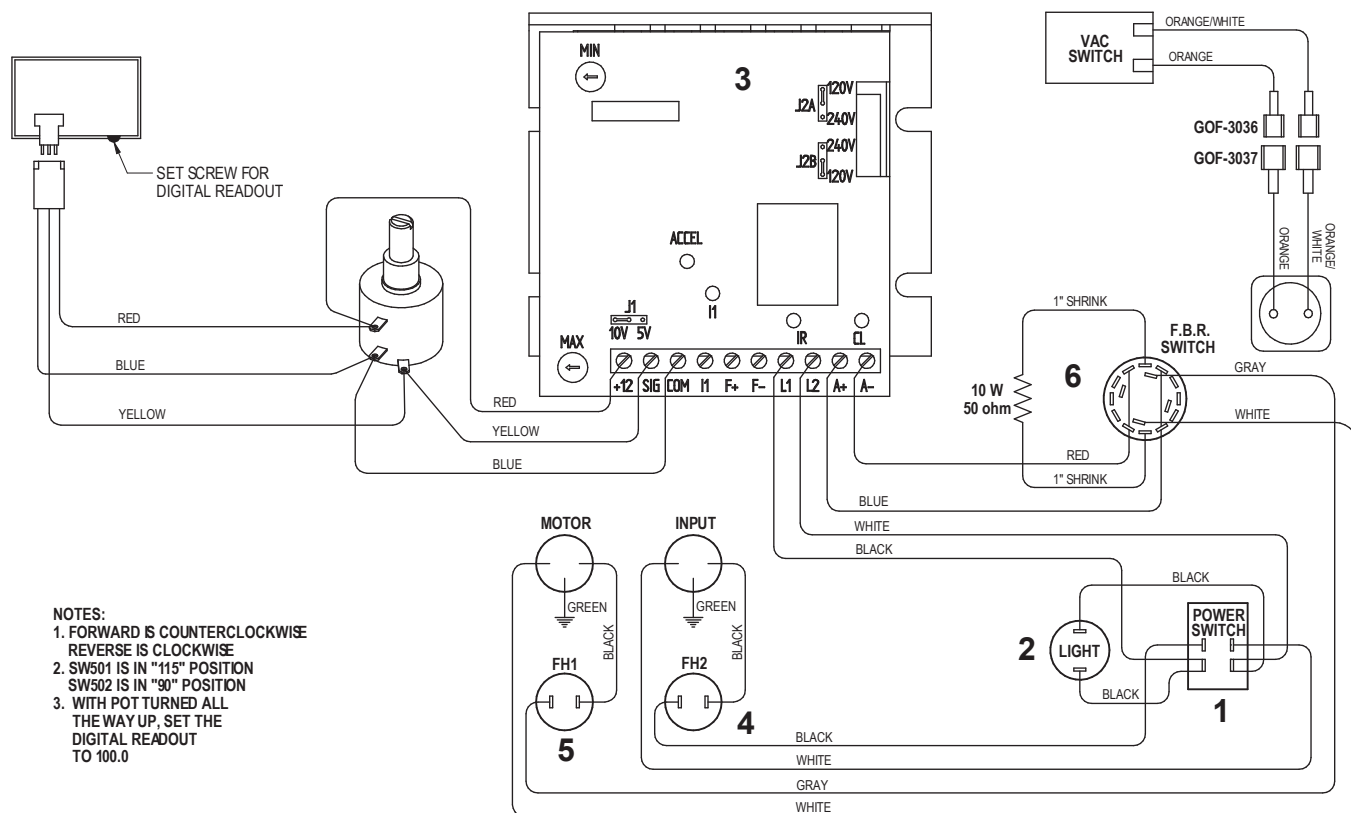 SET SCREW FOR
DIGITAL READOUT
RED
BLUE
YELLOW
MIN
3
J2A
120V
240V
J2B
240V
120V
ACCEL
I1
J1
10V 5V
IR
CL
MAX
+12 SIG COM I1 F+ F- L1 L2 A+ A-
RED
YELLOW
BLUE
VAC
SWITCH
ORANGE/WHITE
ORANGE
GOF-3036
GOF-3037
ORANGE
ORANGE/
WHITE
1" SHRINK
F.B.R.
SWITCH
6
10 W
50 ohm
GRAY
WHITE
RED
1" SHRINK
BLUE
WHITE
BLACK
MOTOR
INPUT
GREEN
GREEN
BLACK
BLACK
FH1
FH2
5
4
BLACK
2
LIGHT
POWER
SWITCH
BLACK
1
BLACK
WHITE
GRAY
WHITE
NOTES:
1. FORWARD IS COUNTERCLOCKWISE
REVERSE IS CLOCKWISE
2. SW501 IS IN "115" POSITION
SW502 IS IN "90" POSITION
3. WITH POT TURNED ALL
THE WAY UP, SET THE
DIGITAL READOUT
TO 100.0